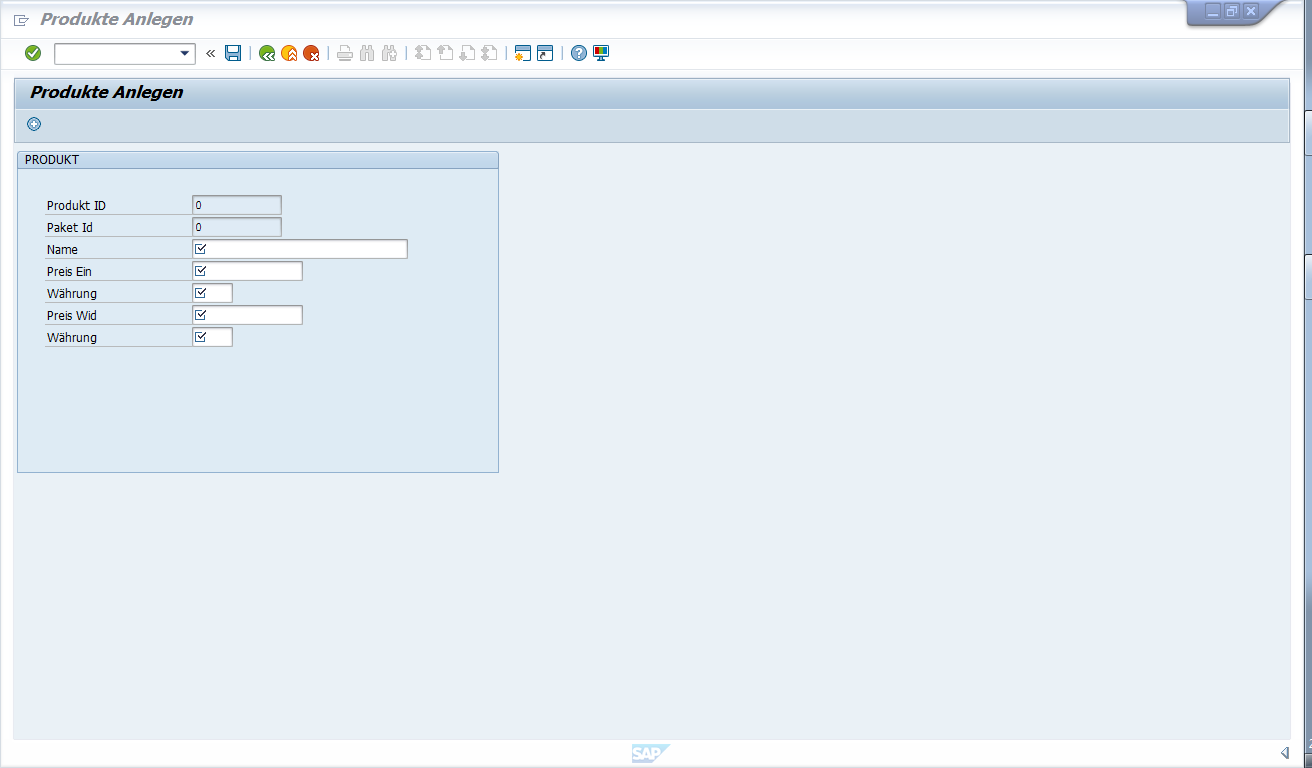 Produkte Anlegen
Produkte Anlegen
PRODUKT
Produkt ID 0
Paket Id 0
Name
Preis Ein
Währung
Preis Wid
Währung
SAP